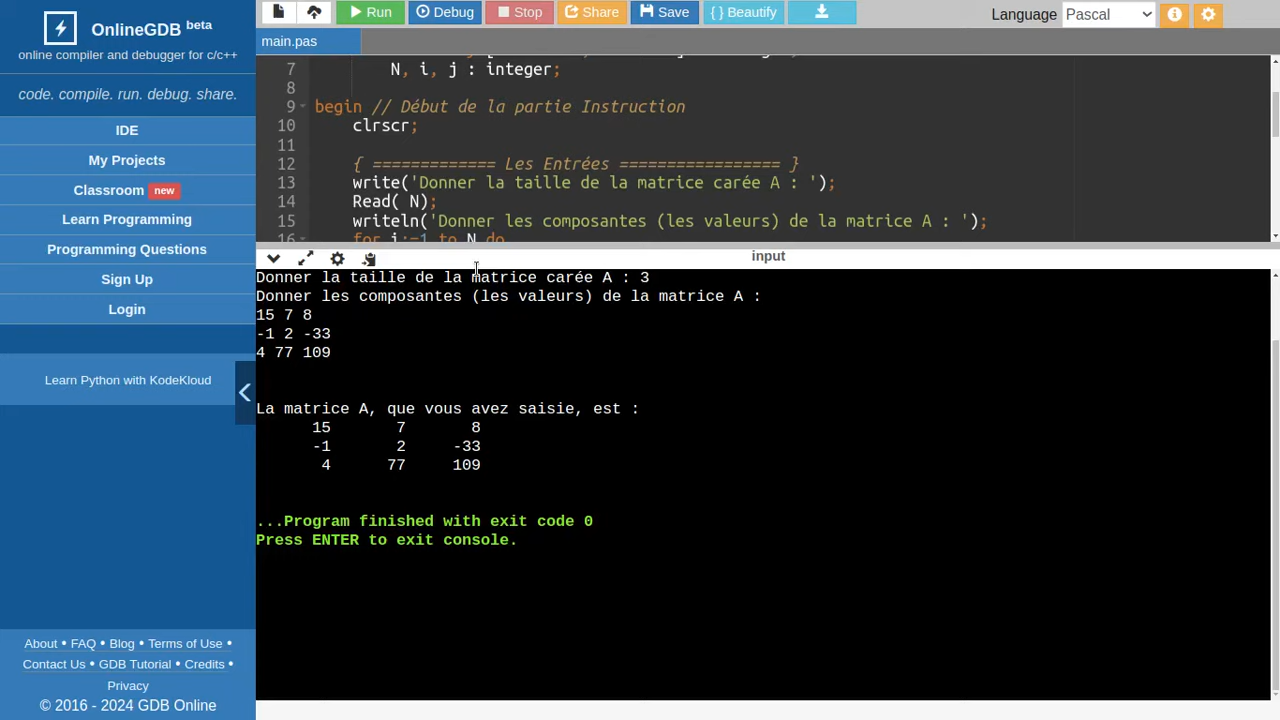 OnlineGDB beta
online compiler and debugger for c/c++
code. compile. run. debug. share.
IDE
My Projects
Classroom new
Learn Programming
Programming Questions
Sign Up
Login
Learn Python with KodeKloud
About • FAQ • Blog • Terms of Use •
Contact Us • GDB Tutorial • Credits •
Privacy
© 2016 - 2024 GDB Online
Run Debug Stop Share Save { } Beautify Language Pascal
main.pas
7 N, i, j : integer;
8
9 begin // Début de la partie Instruction
10 clrscr;
11
12 { ============= Les Entrées ================= }
13 write('Donner la taille de la matrice carée A : ');
14 Read( N);
15 writeln('Donner les composantes (les valeurs) de la matrice A : ');
16 for i:=1 to N do
input
Donner la taille de la matrice carée A : 3
Donner les composantes (les valeurs) de la matrice A :
15 7 8
-1 2 -33
4 77 109
La matrice A, que vous avez saisie, est :
15 7 8
-1 2 -33
4 77 109
...Program finished with exit code 0
Press ENTER to exit console.